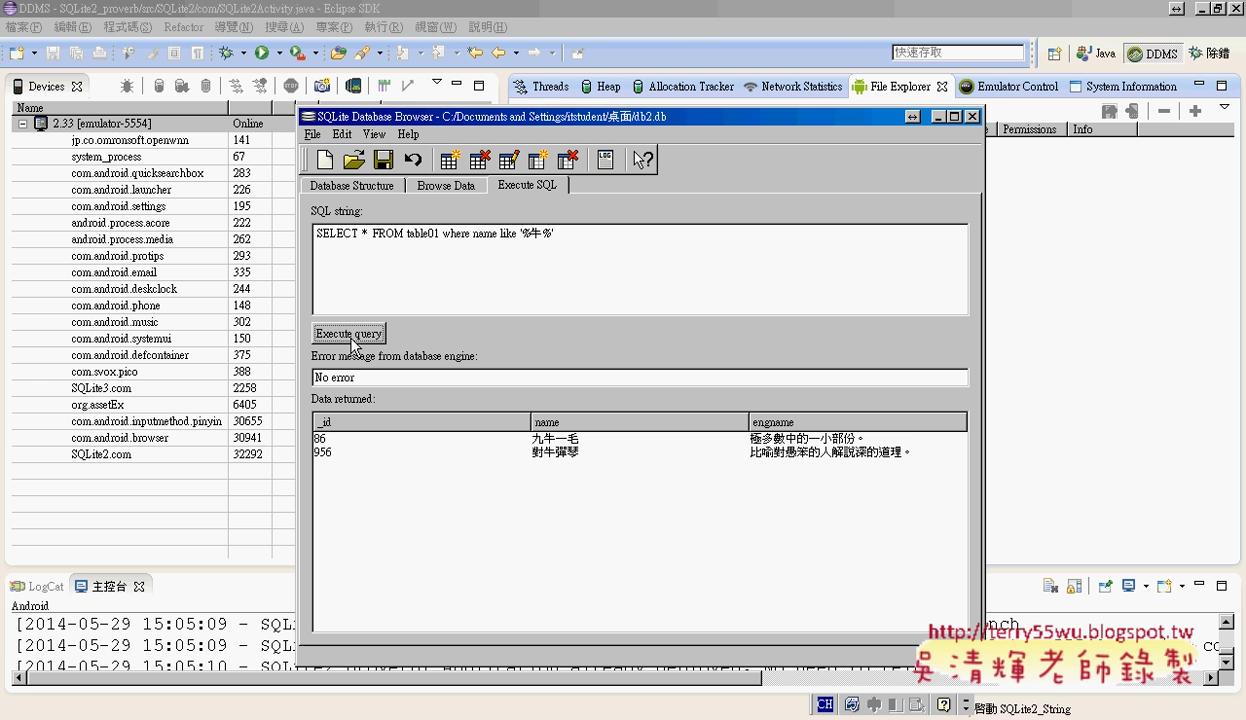 DDMS - SQLite2_proverb/src/SQLite2/com/SQLite2Activity.java - Eclipse SDK
檔案(F) 編輯(E) 程式碼(S) Refactor 導覽(N) 搜尋(A) 專案(P) 執行(R) 視窗(W) 說明(H)
快速存取 Java DDMS 除錯
Devices Threads Heap Allocation Tracker Network Statistics File Explorer Emulator Control System Information
Name
Permissions Info
2.33 [emulator-5554] Online
jp.co.omronsoft.openwnn 141
system_process 67
com.android.quicksearchbox 283
com.android.launcher 226
com.android.settings 195
android.process.acore 222
android.process.media 262
com.android.protips 293
com.android.email 335
com.android.deskclock 244
com.android.phone 148
com.android.music 302
com.android.systemui 150
com.android.defcontainer 375
com.svox.pico 388
SQLite3.com 2258
org.assetEx 6405
com.android.inputmethod.pinyin 30655
com.android.browser 30941
SQLite2.com 32292
SQLite Database Browser - C:/Documents and Settings/itstudent/桌面/db2.db
File Edit View Help
LOG
Database Structure Browse Data Execute SQL
SQL string:
SELECT * FROM table01 where name like '%牛%'
Execute query
Error message from database engine:
No error
Data returned:
_id name engname
86 九牛一毛 極多數中的一小部份。
956 對牛彈琴 比喻對愚笨的人解說深的道理。
LogCat 主控台
Android
[2014-05-29 15:05:09 - SQL
[2014-05-29 15:05:09 - SQL
[2014-05-29 15:05:10 - SQL
http://terry55wu.blogspot.tw
吳清輝老師錄製
CH
啓動 SQLite2_String